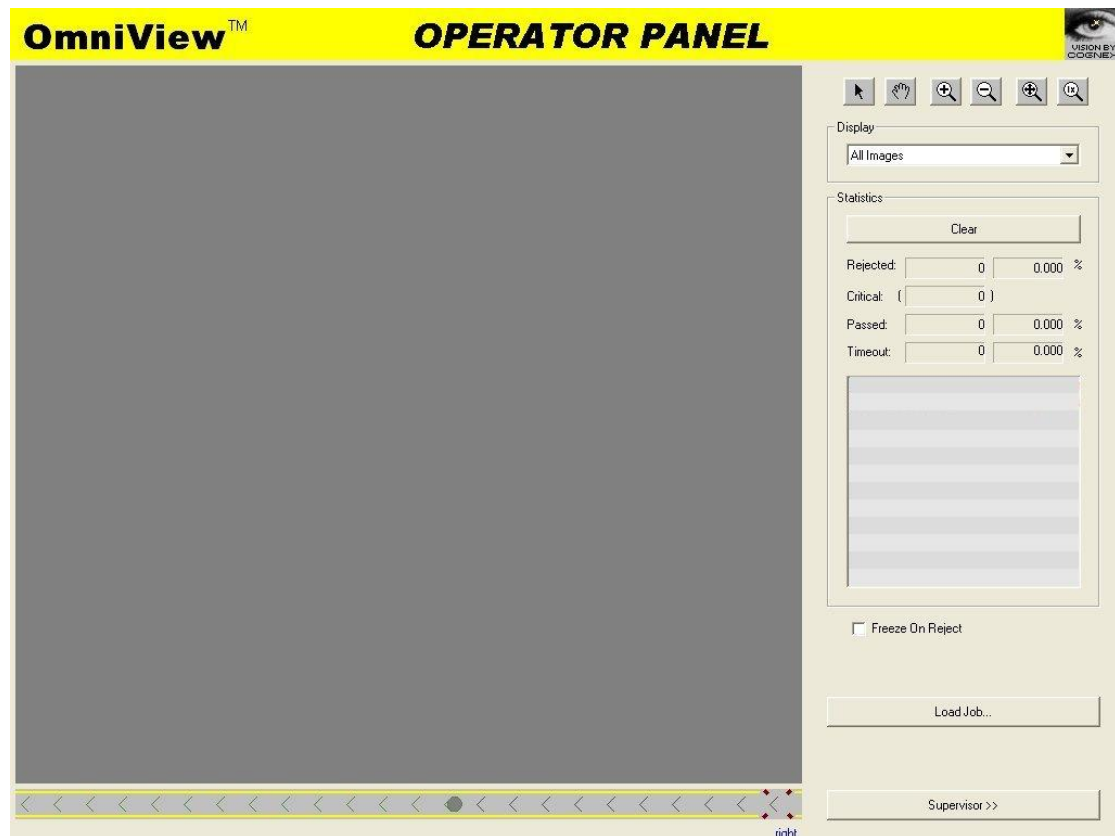 OmniView™
OPERATOR PANEL
VISION BY
COGNEX
1X
Display
All Images
Statistics
Clear
Rejected: 0 0.000 %
Critical: ( 0 )
Passed: 0 0.000 %
Timeout: 0 0.000 %
Freeze On Reject
Load Job...
Supervisor >>
right